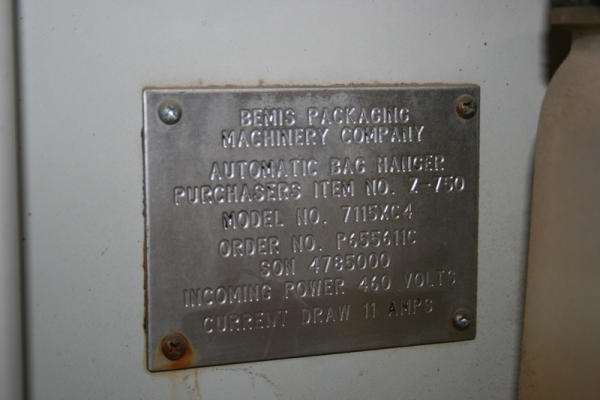 BEMIS PACKAGING
MACHINERY COMPANY
AUTOMATIC BAG HANGER
PURCHASERS ITEM NO. Z-750
MODEL NO. 7115XC4
ORDER NO. P655611C
SON 4785000
INCOMING POWER 460 VOLTS
CURRENT DRAW 11 AMPS